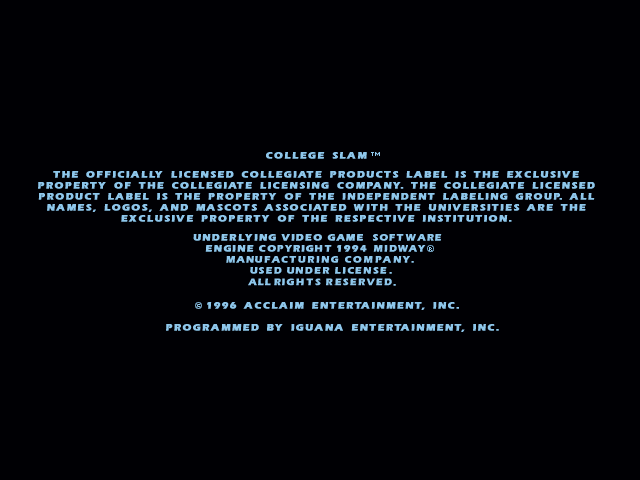 COLLEGE SLAM™
THE OFFICIALLY LICENSED COLLEGIATE PRODUCTS LABEL IS THE EXCLUSIVE
PROPERTY OF THE COLLEGIATE LICENSING COMPANY. THE COLLEGIATE LICENSED
PRODUCT LABEL IS THE PROPERTY OF THE INDEPENDENT LABELING GROUP. ALL
NAMES, LOGOS, AND MASCOTS ASSOCIATED WITH THE UNIVERSITIES ARE THE
EXCLUSIVE PROPERTY OF THE RESPECTIVE INSTITUTION.
UNDERLYING VIDEO GAME SOFTWARE
ENGINE COPYRIGHT 1994 MIDWAY®
MANUFACTURING COMPANY.
USED UNDER LICENSE.
ALL RIGHTS RESERVED.
© 1996 ACCLAIM ENTERTAINMENT, INC.
PROGRAMMED BY IGUANA ENTERTAINMENT, INC.